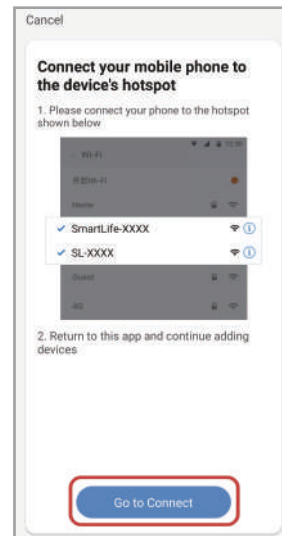 Cancel
Connect your mobile phone to
the device's hotspot
1. Please connect your phone to the hotspot
shown below
Wi-Fi
Home
SmartLife-XXXX
SL-XXXX
Guest
2. Return to this app and continue adding
devices
Go to Connect